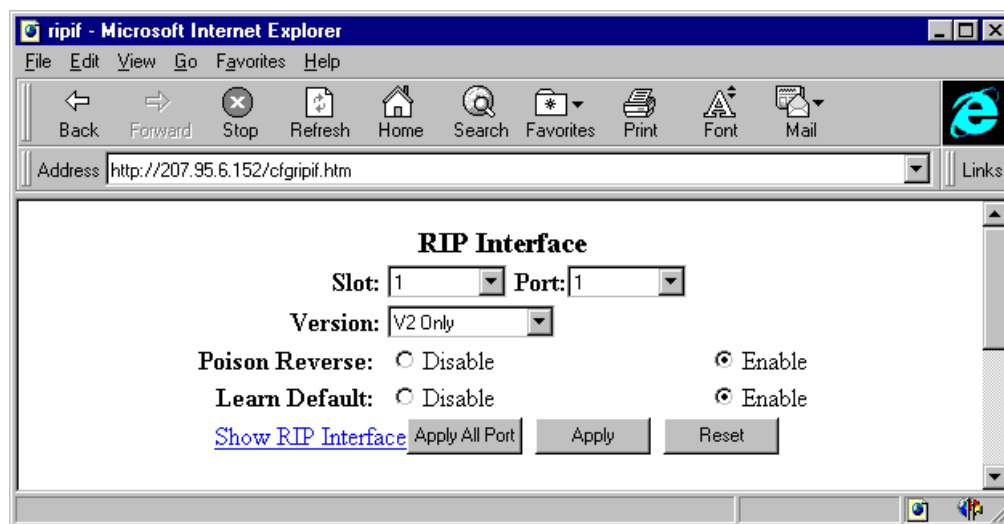 ripif - Microsoft Internet Explorer
File Edit View Go Favorites Help
Back Forward Stop Refresh Home Search Favorites Print Font Mail
Address http://207.95.6.152/cfgripif.htm Links
RIP Interface
Slot: 1 Port: 1
Version: V2 Only
Poison Reverse: Disable Enable
Learn Default: Disable Enable
Show RIP Interface Apply All Port Apply Reset